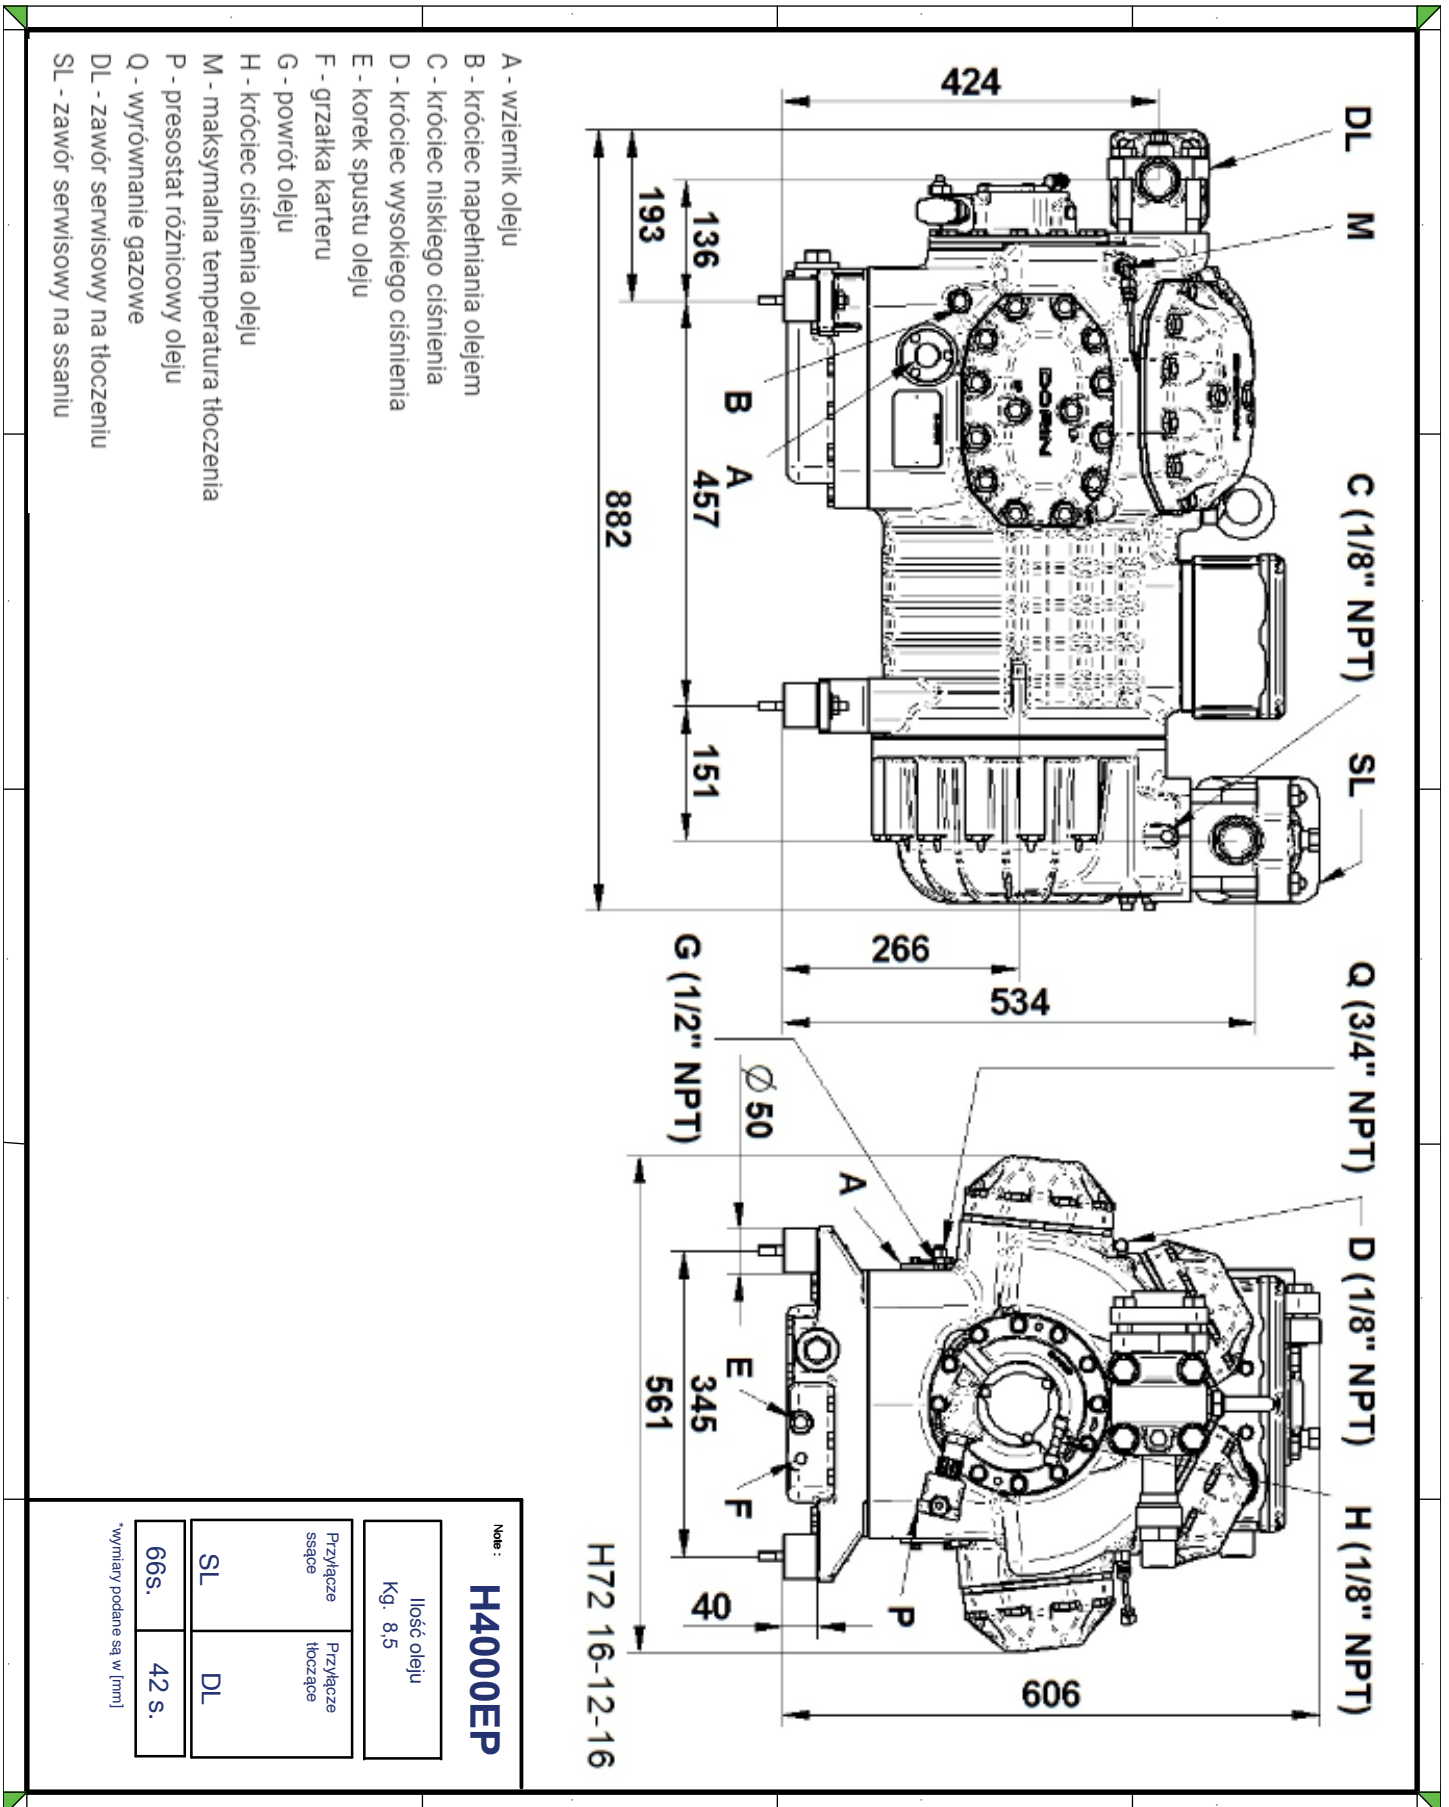 DL
M
C (1/8" NPT)
SL
Q (3/4" NPT)
D (1/8" NPT)
H (1/8" NPT)
424
136
193
B
A
457
882
151
266
534
G (1/2" NPT)
Ø 50
A
E
345
561
F
P
40
606
H72 16-12-16
DORIN
A - wziernik oleju
B - króciec napełniania olejem
C - króciec niskiego ciśnienia
D - króciec wysokiego ciśnienia
E - korek spustu oleju
F - grzałka karteru
G - powrót oleju
H - króciec ciśnienia oleju
M - maksymalna temperatura tłoczenia
P - presostat różnicowy oleju
Q - wyrównanie gazowe
DL - zawór serwisowy na tłoczeniu
SL - zawór serwisowy na ssaniu
Note :
H4000EP
Ilość oleju
Kg. 8,5
Przyłącze
ssące
Przyłącze
tłoczące
SL
DL
66s.
42 s.
*wymiary podane są w [mm]